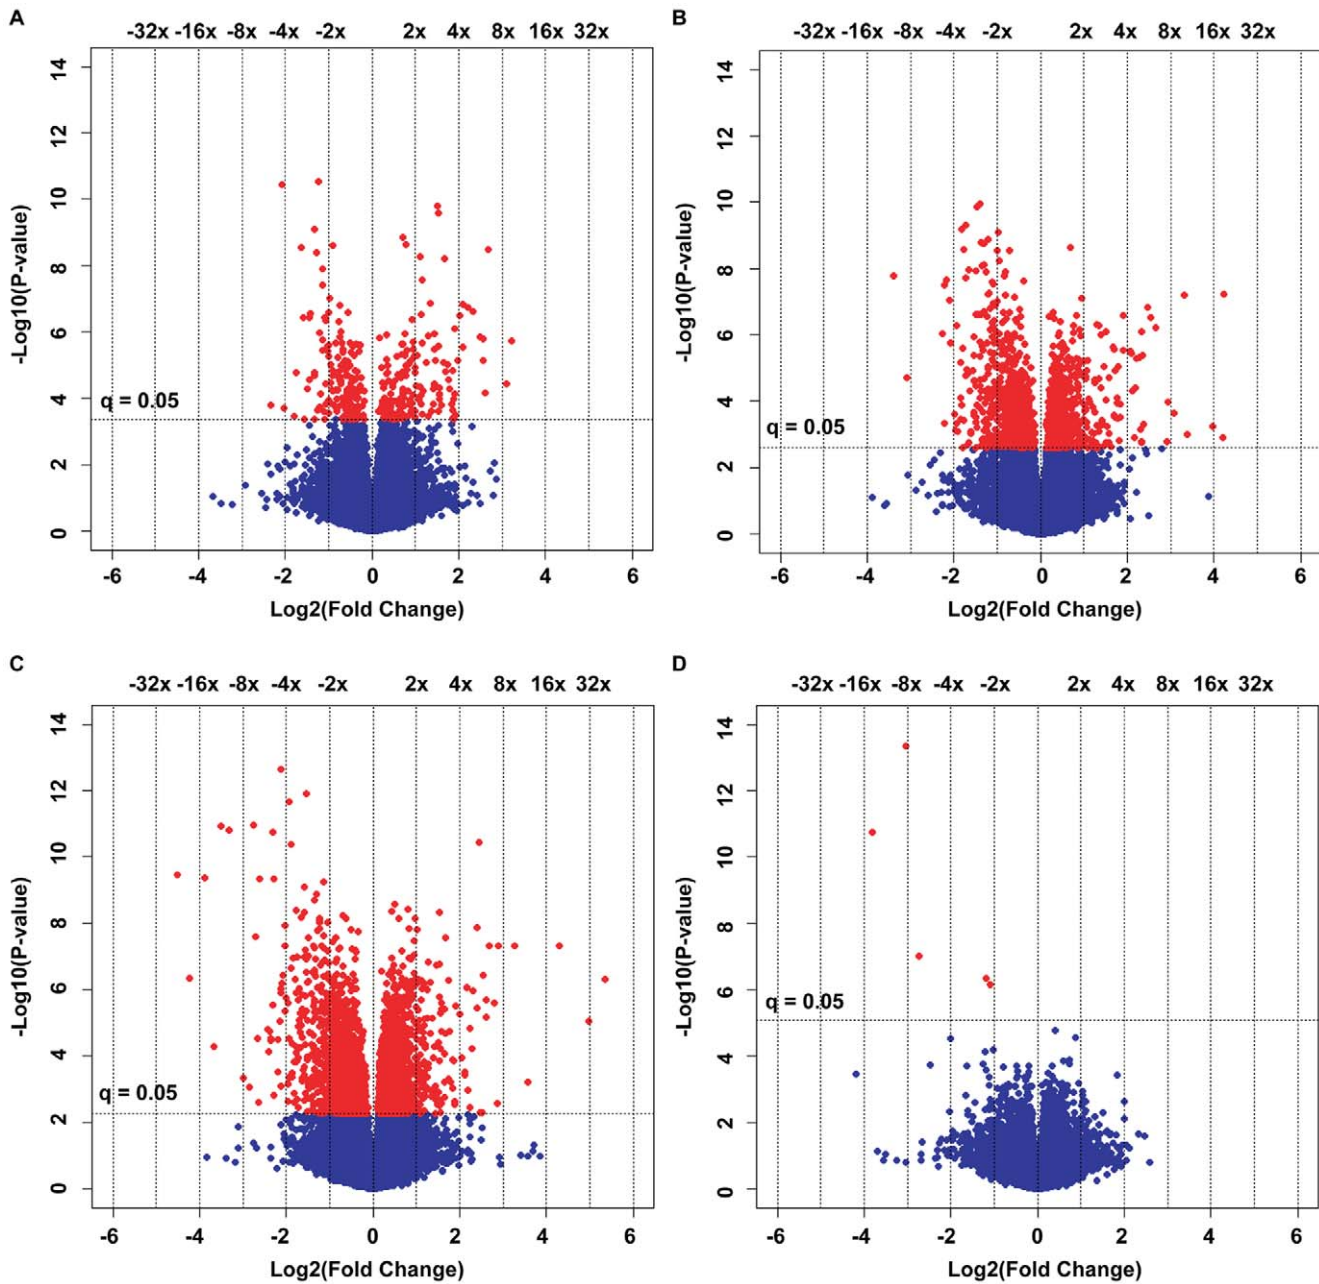 A
-32x -16x -8x -4x -2x 2x 4x 8x 16x 32x
14
12
10
8
6
4
2
0
-Log10(P-value)
q = 0.05
-6 -4 -2 0 2 4 6
Log2(Fold Change)
B
-32x -16x -8x -4x -2x 2x 4x 8x 16x 32x
14
12
10
8
6
4
2
0
-Log10(P-value)
q = 0.05
-6 -4 -2 0 2 4 6
Log2(Fold Change)
C
-32x -16x -8x -4x -2x 2x 4x 8x 16x 32x
14
12
10
8
6
4
2
0
-Log10(P-value)
q = 0.05
-6 -4 -2 0 2 4 6
Log2(Fold Change)
D
-32x -16x -8x -4x -2x 2x 4x 8x 16x 32x
14
12
10
8
6
4
2
0
-Log10(P-value)
q = 0.05
-6 -4 -2 0 2 4 6
Log2(Fold Change)